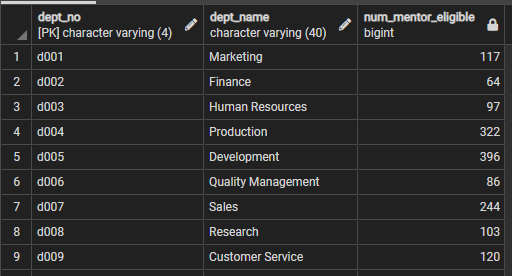 dept_no dept_name num_mentor_eligible
[PK] character varying (4) character varying (40) bigint
1 d001 Marketing 117
2 d002 Finance 64
3 d003 Human Resources 97
4 d004 Production 322
5 d005 Development 396
6 d006 Quality Management 86
7 d007 Sales 244
8 d008 Research 103
9 d009 Customer Service 120